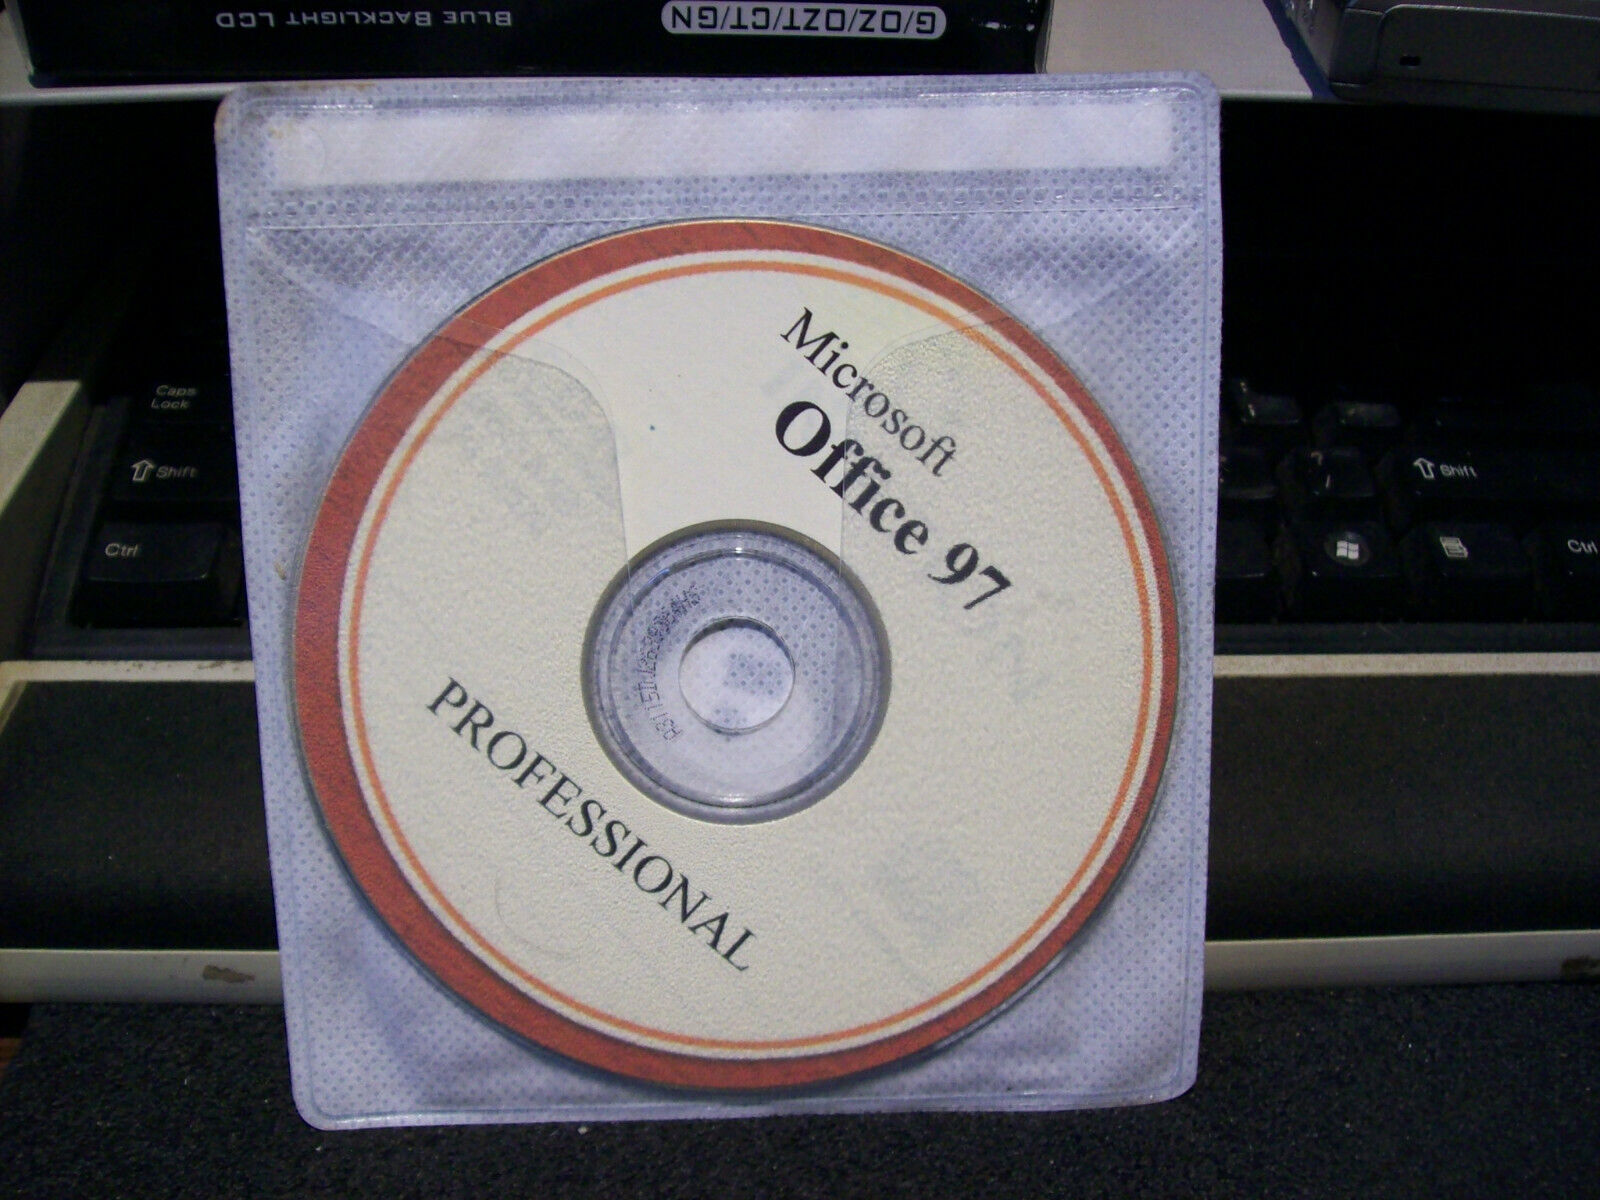 BLUE BACKLIGHT LCD
G/OZ/OZT/CT/GN
Microsoft
Office 97
PROFESSIONAL
Caps
Lock
Shift
Ctrl
Shift
Ctrl